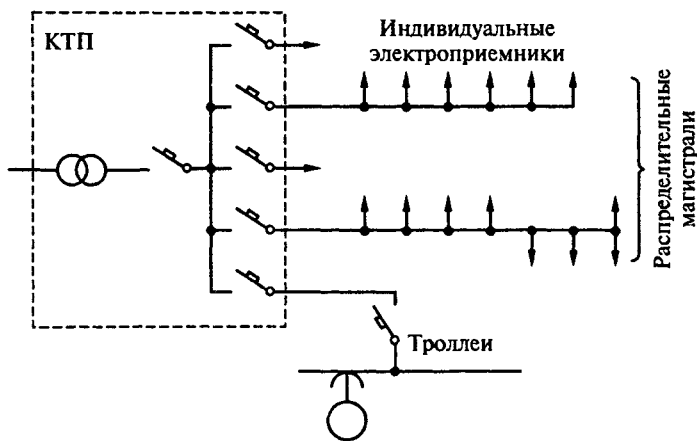 КТП
Индивидуальные
электроприемники
Распределительные
магистрали
Троллеи